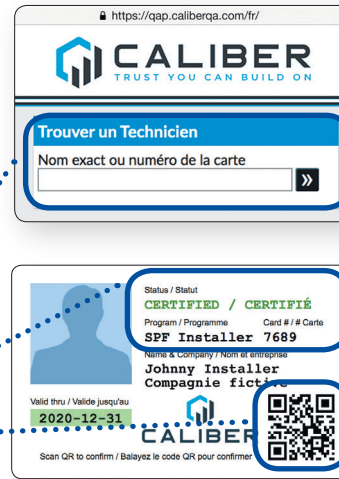 https://qap.caliberqa.com/fr/
CALIBER
TRUST YOU CAN BUILD ON
Trouver un Technicien
Nom exact ou numéro de la carte
»
Status / Statut
CERTIFIED / CERTIFIÉ
Program / Programme Card # / # Carte
SPF Installer 7689
Name & Company / Nom et entreprise
Johnny Installer
Compagnie fictive
Valid thru / Valide jusqu'au
2020-12-31
CALIBER
Scan QR to confirm / Balayez le code QR pour confirmer